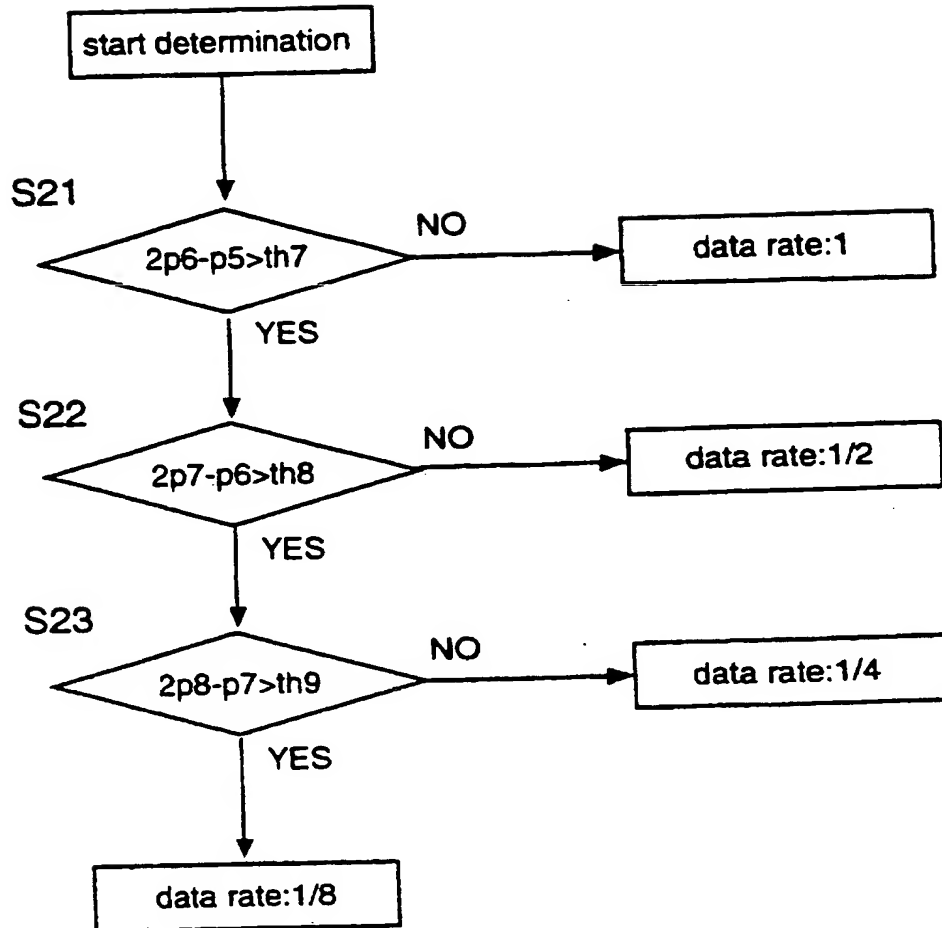 start determination
S21
2p6-p5>th7
NO
data rate:1
YES
S22
2p7-p6>th8
NO
data rate:1/2
YES
S23
2p8-p7>th9
NO
data rate:1/4
YES
data rate:1/8